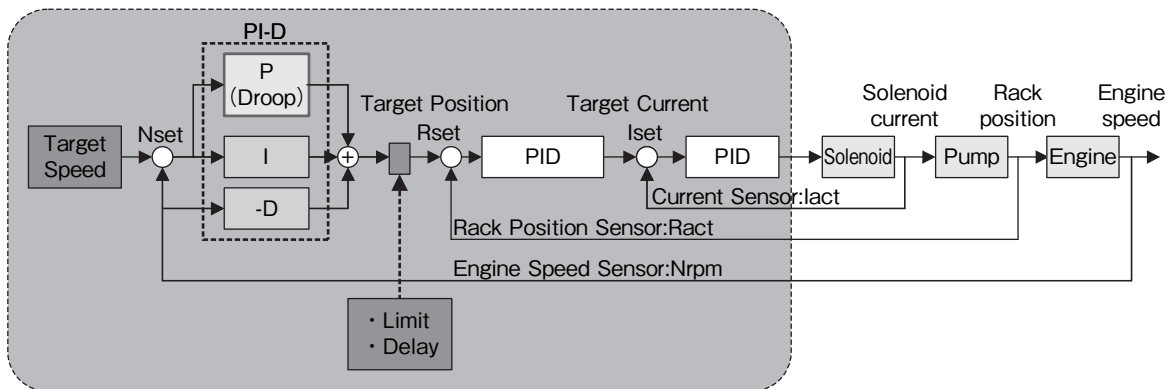 PI-D
P
(Droop)
Target Position
Target Current
Solenoid
current
Rack
position
Engine
speed
Target
Speed
Nset
I
Rset
PID
Iset
PID
Solenoid
Pump
Engine
-D
Current Sensor:Iact
Rack Position Sensor:Ract
Engine Speed Sensor:Nrpm
・Limit
・Delay